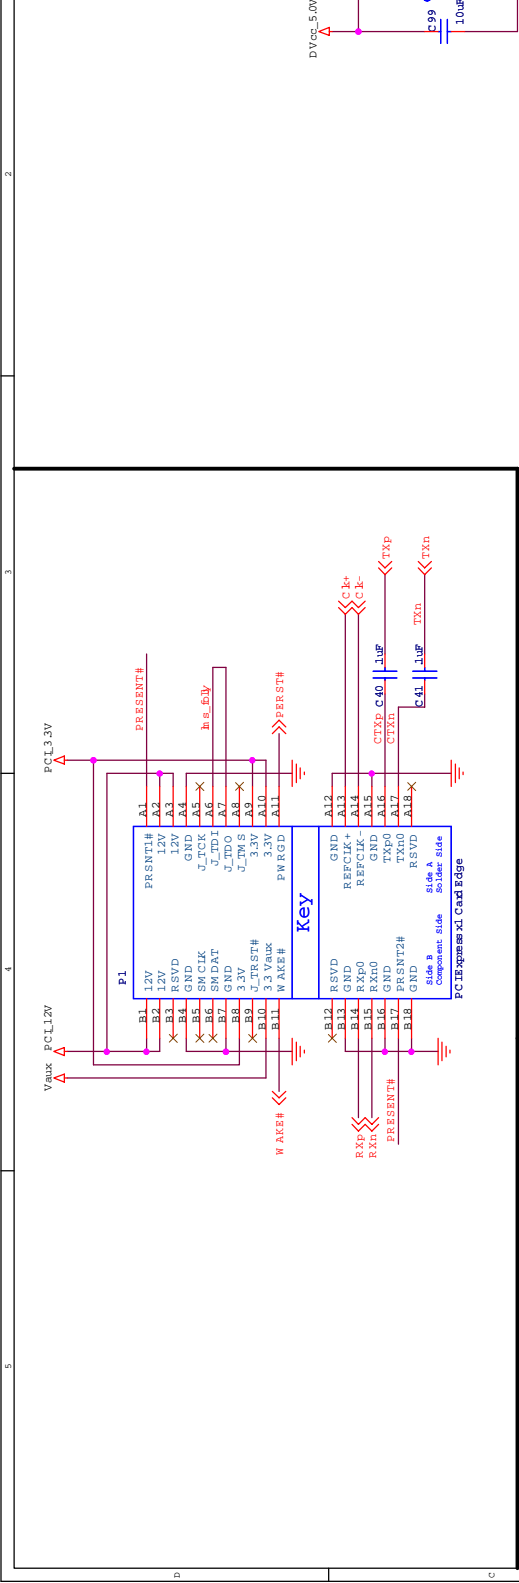 DVcc_5.0V
C99
10uF
2
3
4
5
D
C
PCI_3.3V
PRESENT#
PERST#
Clk+
Clk-
C40
.1uF
TXp
CTXp
CTXn
C41
.1uF
TXn
TXn
A1
A2
A3
A4
A5
A6
A7
A8
A9
A10
A11
A12
A13
A14
A15
A16
A17
A18
PRSNT1#
12V
12V
GND
J_TCK
J_TDI
J_TDO
J_TMS
3.3V
3.3V
PWRGD
GND
REFCLK+
REFCLK-
GND
TXp0
TXn0
RSVD
Side A
Solder Side
Key
P1
12V
12V
RSVD
GND
SMCLK
SMDAT
GND
3.3V
J_TRST#
3.3Vaux
WAKE#
RSVD
GND
RXp0
RXn0
GND
PRSNT2#
GND
Side B
Component Side
PCI Express x1 Card Edge
B1
B2
B3
B4
B5
B6
B7
B8
B9
B10
B11
B12
B13
B14
B15
B16
B17
B18
PCI_12V
Vaux
WAKE#
RXp
RXn
PRESENT#